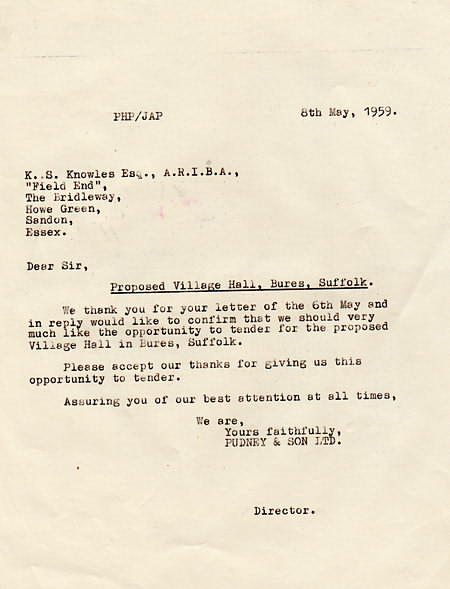 PHP/JAP 8th May, 1959.
K..S. Knowles Esq., A.R.I.B.A.,
"Field End",
The Bridleway,
Howe Green,
Sandon,
Essex.
Dear Sir,
Proposed Village Hall, Bures, Suffolk.
We thank you for your letter of the 6th May and
in reply would like to confirm that we should very
much like the opportunity to tender for the proposed
Village Hall in Bures, Suffolk.
Please accept our thanks for giving us this
opportunity to tender.
Assuring you of our best attention at all times,
We are,
Yours faithfully,
PUDNEY & SON LTD.
Director.